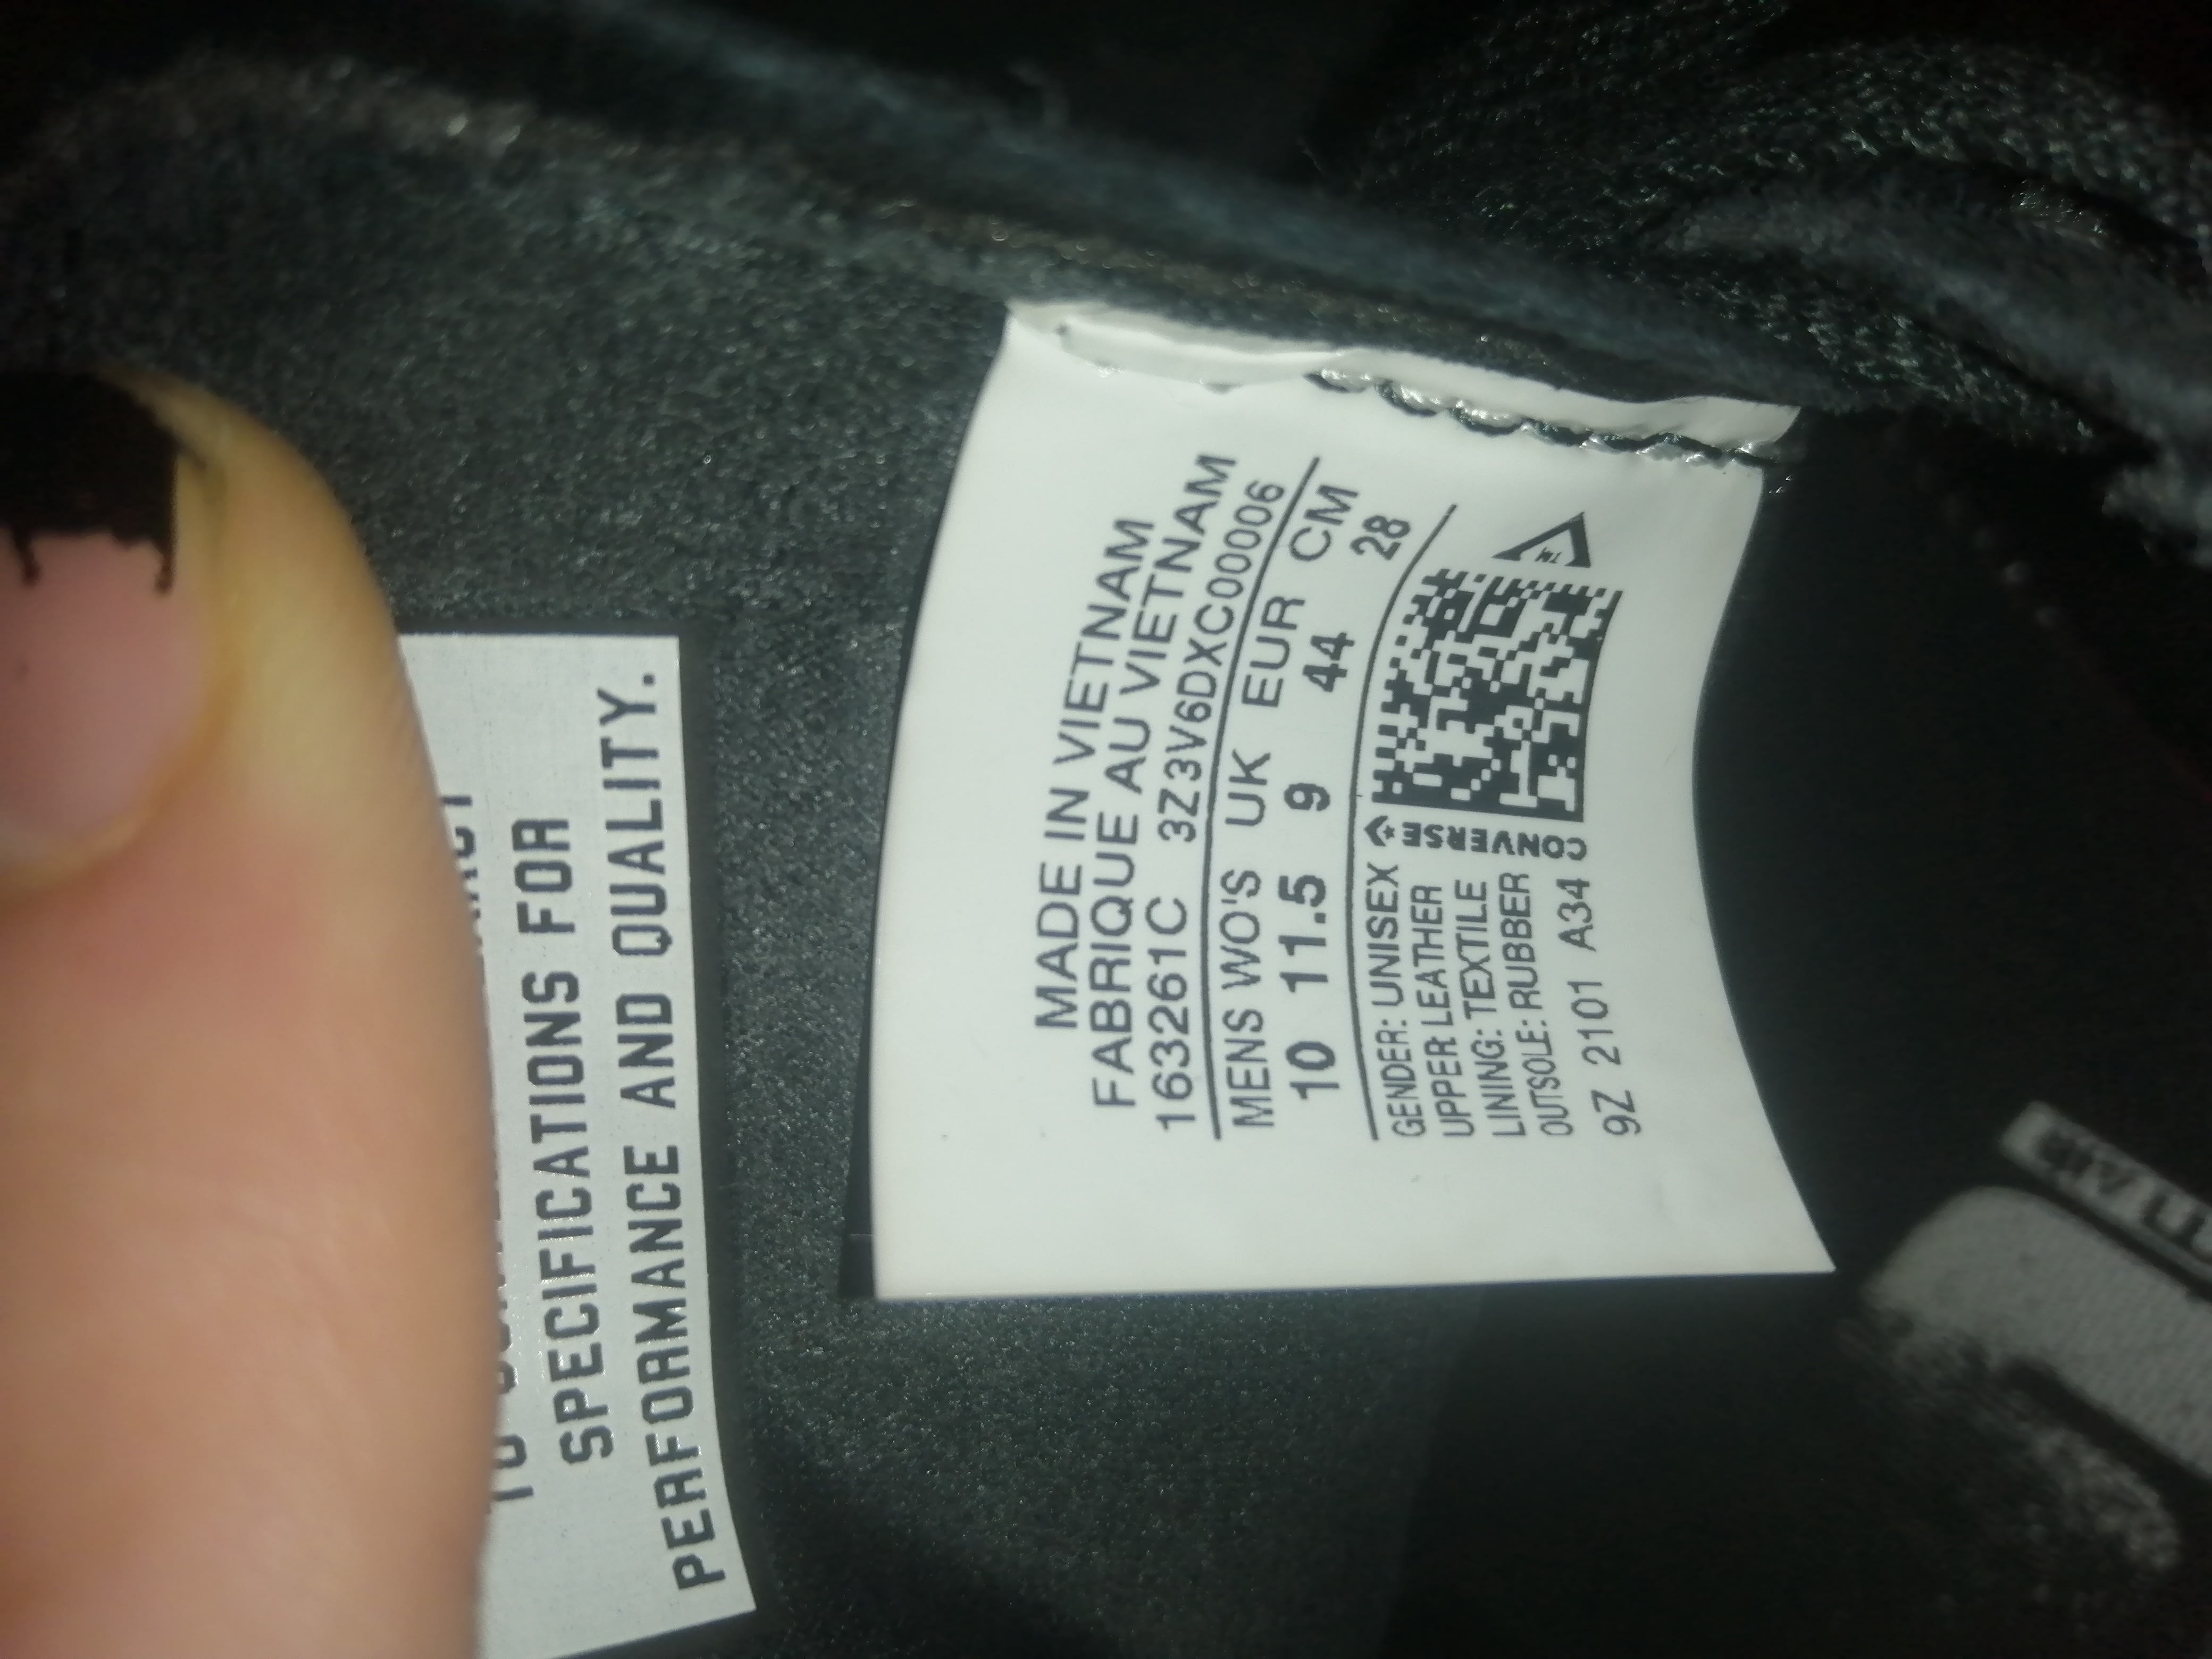 SPECIFICATIONS FOR
PERFORMANCE AND QUALITY.
MADE IN VIETNAM
FABRIQUE AU VIETNAM
163261C 3Z3V6DXC00006
MENS WO'S UK EUR CM
10 11.5 9 44 28
GENDER: UNISEX
UPPER: LEATHER
LINING: TEXTILE
OUTSOLE: RUBBER
CONVERSE
TM
9Z 2101 A34